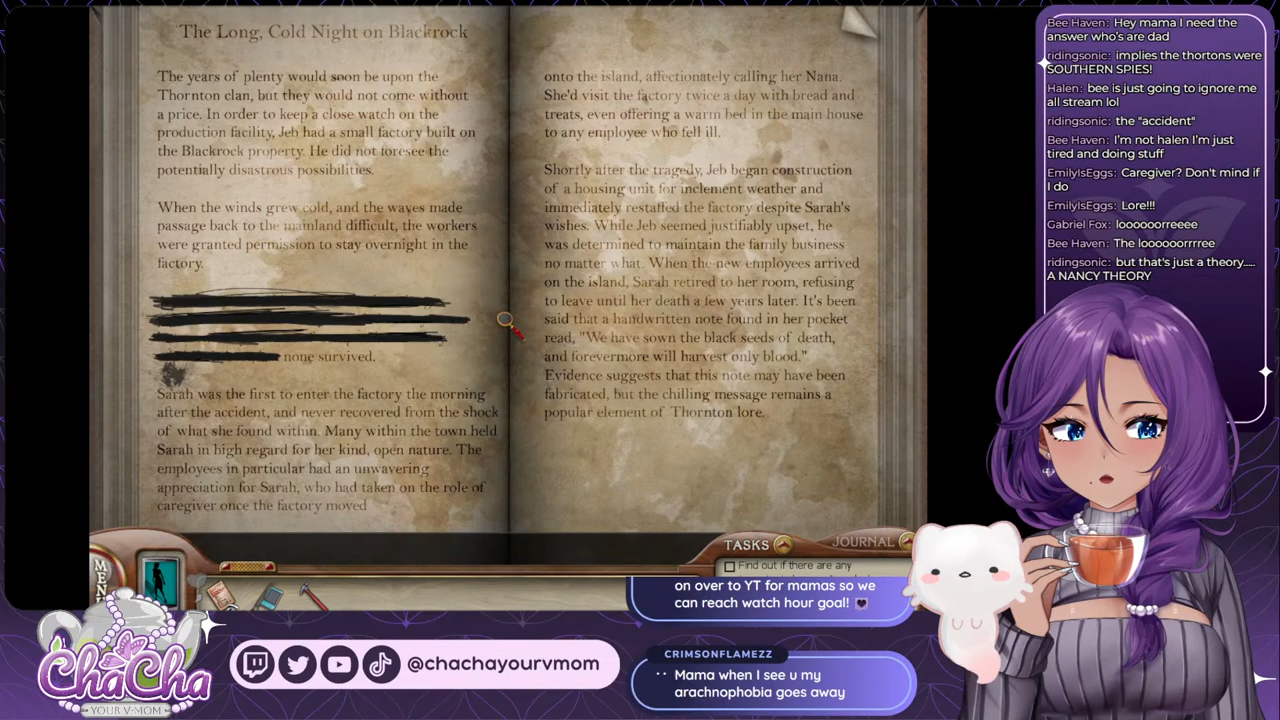 The Long, Cold Night on Blackrock
The years of plenty would soon be upon the
Thornton clan, but they would not come without
a price. In order to keep a close watch on the
production facility, Jeb had a small factory built on
the Blackrock property. He did not foresee the
potentially disastrous possibilities.
When the winds grew cold, and the waves made
passage back to the mainland difficult, the workers
were granted permission to stay overnight in the
factory.
none survived.
Sarah was the first to enter the factory the morning
after the accident, and never recovered from the shock
of what she found within. Many within the town held
Sarah in high regard for her kind, open nature. The
employees in particular had an unwavering
appreciation for Sarah, who had taken on the role of
caregiver once the factory moved
onto the island, affectionately calling her Nana.
She'd visit the factory twice a day with bread and
treats, even offering a warm bed in the main house
to any employee who fell ill.
Shortly after the tragedy, Jeb began construction
of a housing unit for inclement weather and
immediately restaffed the factory despite Sarah's
wishes. While Jeb seemed justifiably upset, he
was determined to maintain the family business
no matter what. When the new employees arrived
on the island, Sarah retired to her room, refusing
to leave until her death a few years later. It's been
said that a handwritten note found in her pocket
read, "We have sown the black seeds of death,
and forevermore will harvest only blood."
Evidence suggests that this note may have been
fabricated, but the chilling message remains a
popular element of Thornton lore.
TASKS
JOURNAL
Find out if there are any
MEN
Bee Haven: Hey mama I need the
answer who's are dad
ridingsonic: implies the thortons were
SOUTHERN SPIES!
Halen: bee is just going to ignore me
all stream lol
ridingsonic: the "accident"
Bee Haven: I'm not halen I'm just
tired and doing stuff
EmilyIsEggs: Caregiver? Don't mind if
I do
EmilyIsEggs: Lore!!!
Gabriel Fox: looooorreeee
Bee Haven: The loooooorrrree
ridingsonic: but that's just a theory.....
A NANCY THEORY
on over to YT for mamas so we
can reach watch hour goal!
CRIMSONFLAMEZZ
Mama when I see u my
arachnophobia goes away
@chachayourvmom
ChaCha
YOUR V-MOM